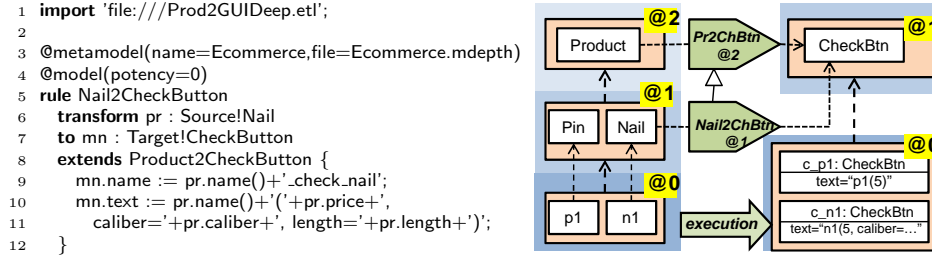 1 import 'file:///Prod2GUIDeep.etl';
2
3 @metamodel(name=Ecommerce,file=Ecommerce.mdepth)
4 @model(potency=0)
5 rule Nail2CheckButton
6 transform pr : Source!Nail
7 to mn : Target!CheckButton
8 extends Product2CheckButton {
9 mn.name := pr.name()+'_check_nail';
10 mn.text := pr.name()+'('+pr.price+',
11 caliber='+pr.caliber+', length='+pr.length+')';
12 }
@2
Product
Pr2ChBtn
@2
@1
CheckBtn
@1
Pin
Nail
Nail2ChBtn
@1
@0
p1
n1
execution
@0
c_p1: CheckBtn
text="p1(5)"
c_n1: CheckBtn
text="n1(5, caliber=…"